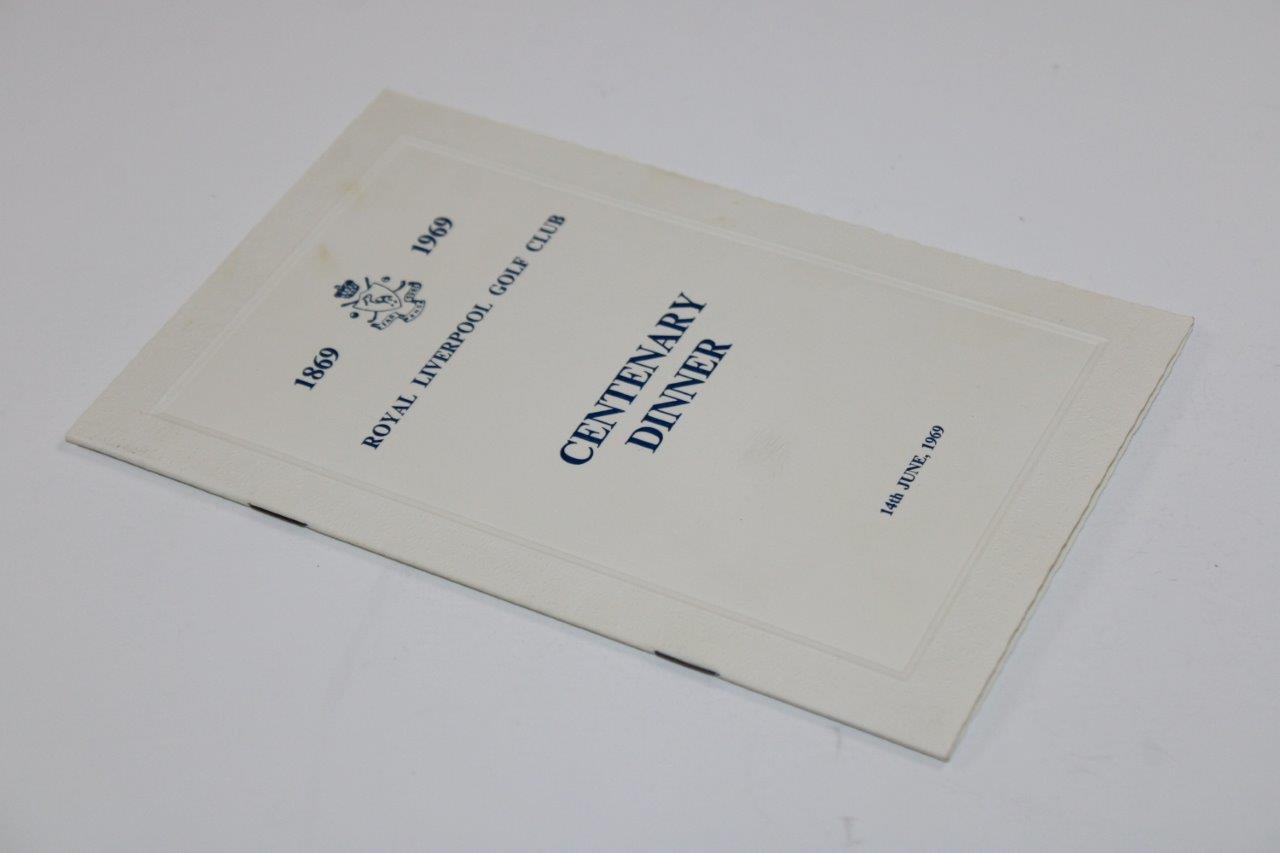 1869 1969
ROYAL LIVERPOOL GOLF CLUB
CENTENARY
DINNER
14th JUNE, 1969